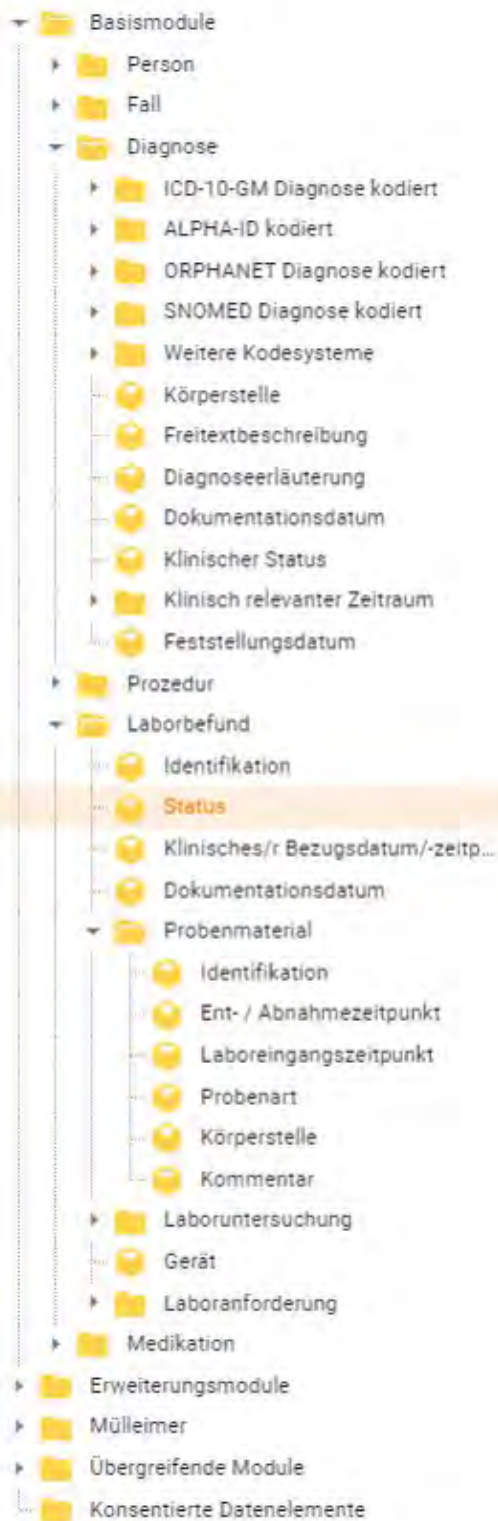 Basismodule
Person
Fall
Diagnose
ICD-10-GM Diagnose kodiert
ALPHA-ID kodiert
ORPHANET Diagnose kodiert
SNOMED Diagnose kodiert
Weitere Kodesysteme
Körperstelle
Freitextbeschreibung
Diagnoseerläuterung
Dokumentationsdatum
Klinischer Status
Klinisch relevanter Zeitraum
Feststellungsdatum
Prozedur
Laborbefund
Identifikation
Status
Klinisches/r Bezugsdatum/-zeitp...
Dokumentationsdatum
Probenmaterial
Identifikation
Ent- / Abnahmezeitpunkt
Laboreingangszeitpunkt
Probenart
Körperstelle
Kommentar
Laboruntersuchung
Gerät
Laboranforderung
Medikation
Erweiterungsmodule
Mülleimer
Übergreifende Module
Konsentierte Datenelemente